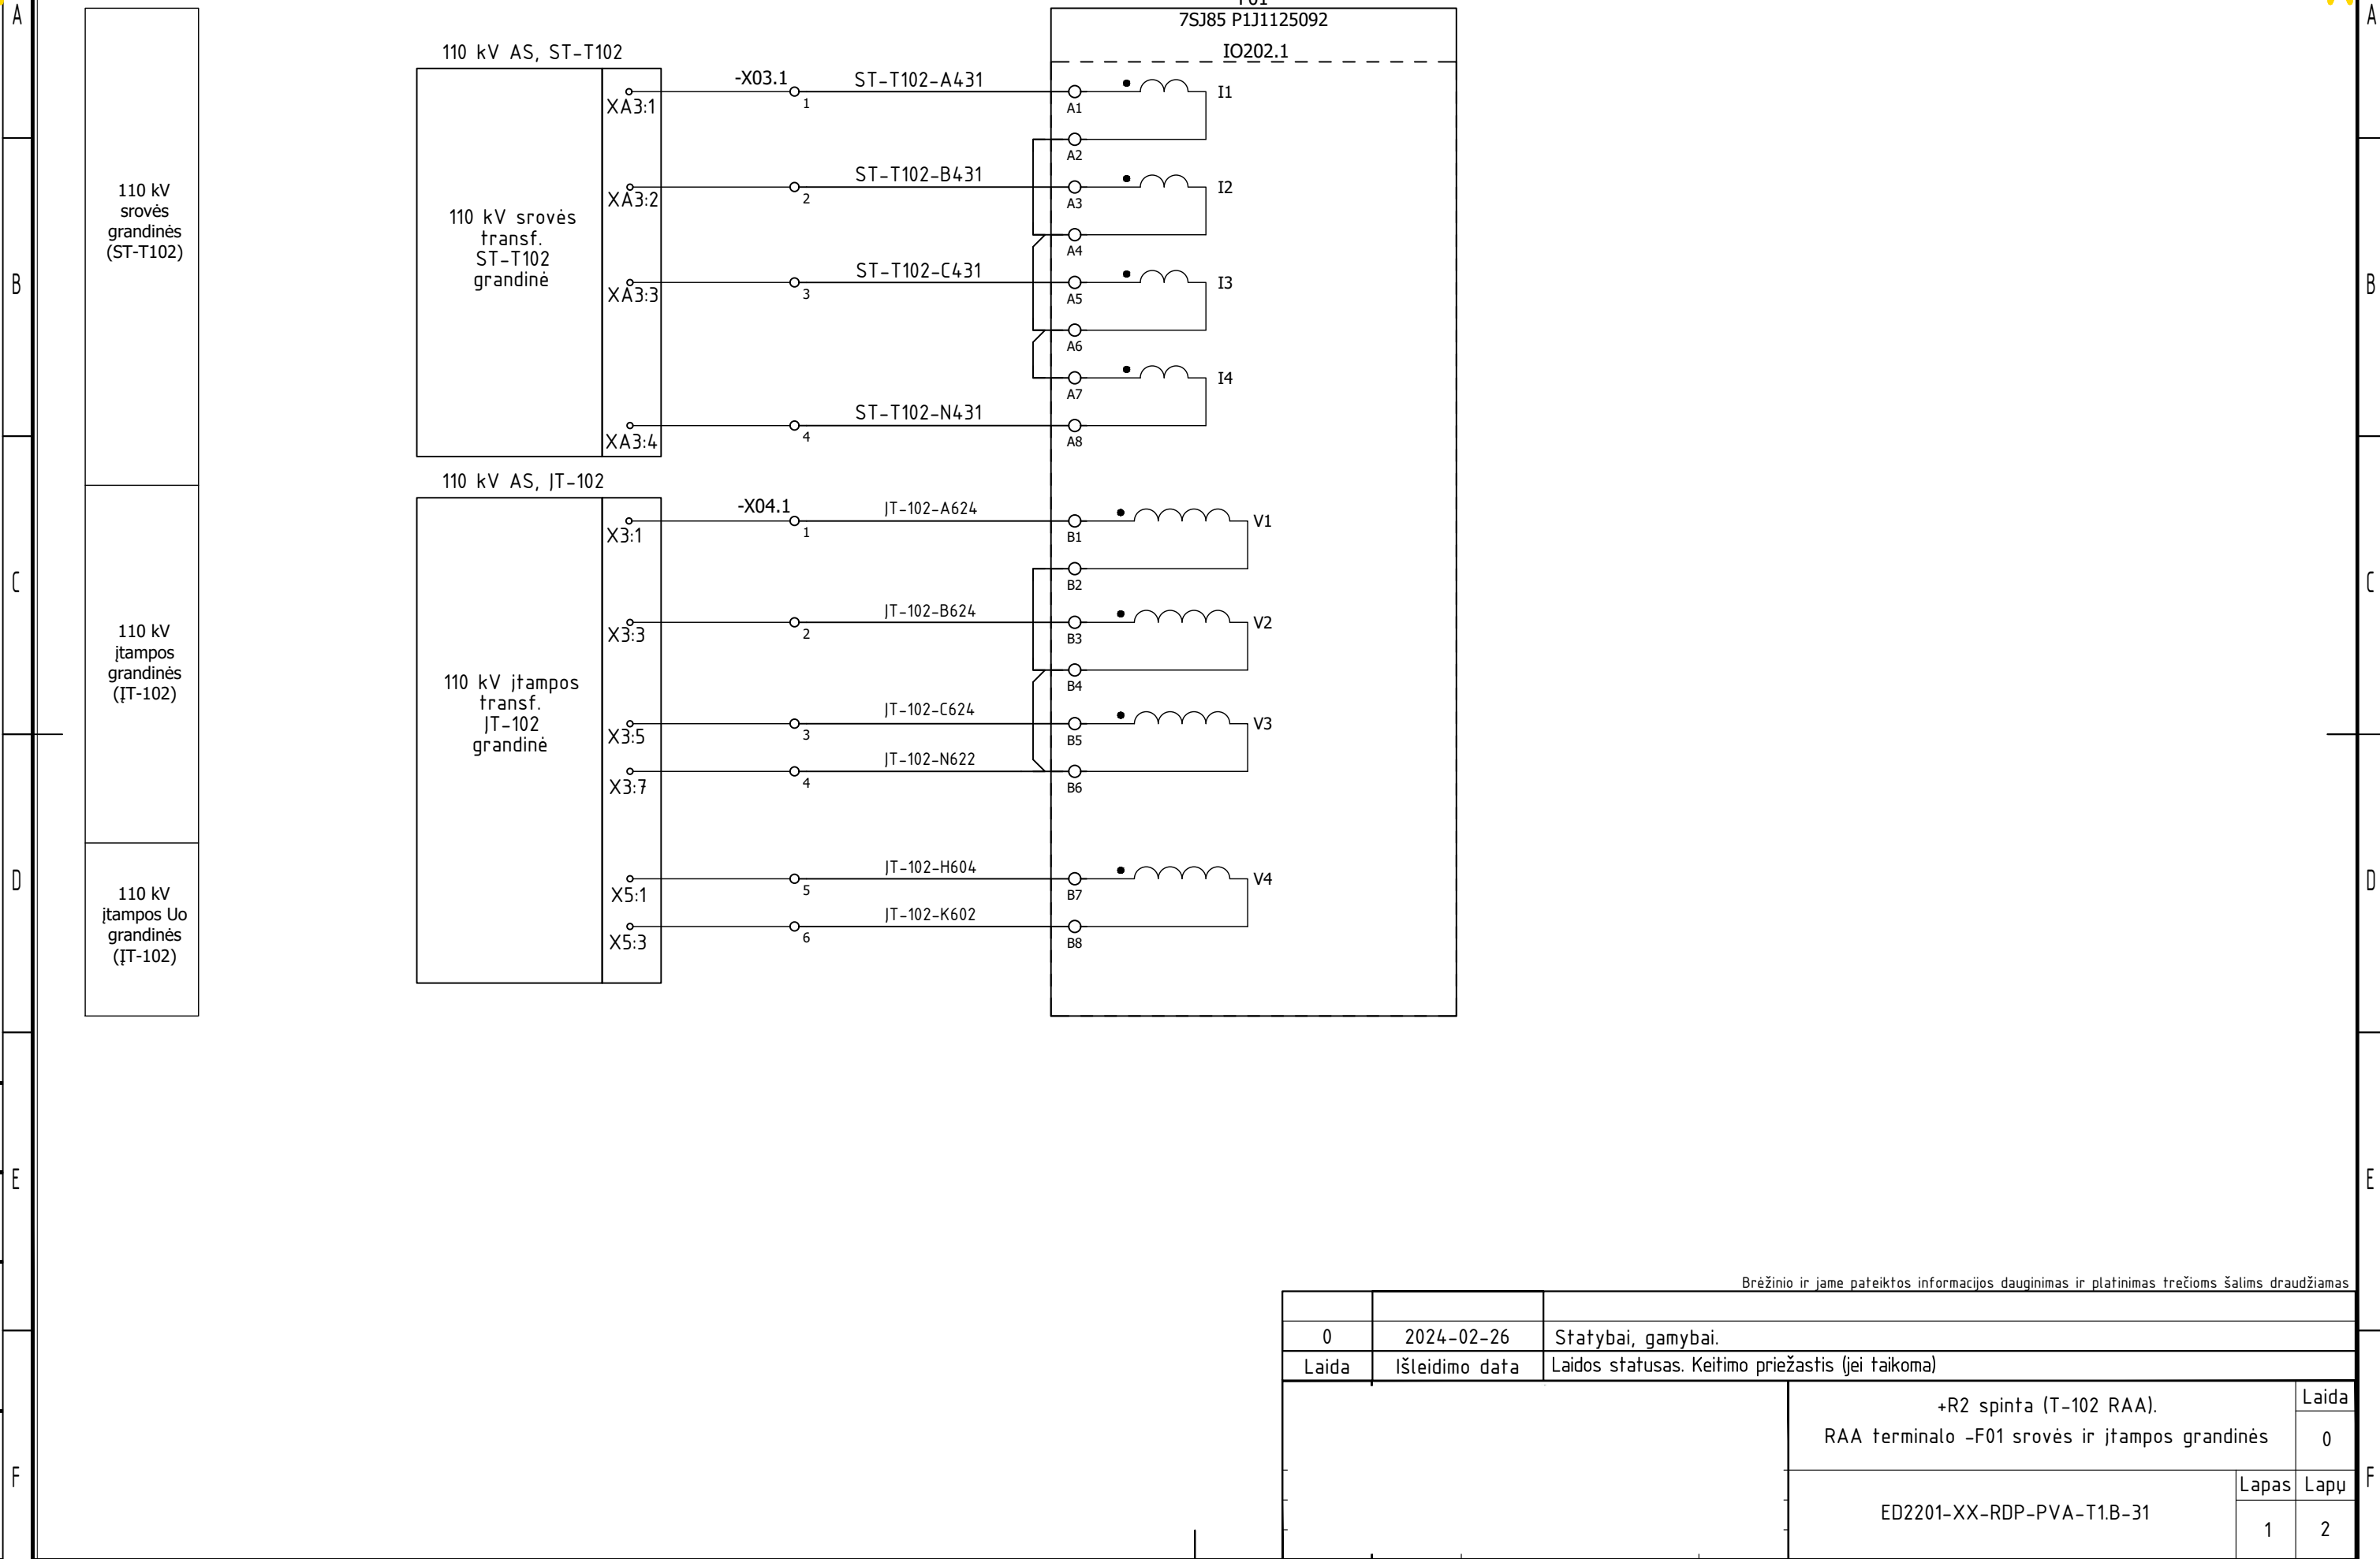 A
A
B
B
C
C
D
D
E
E
F
F
110 kV
srovės
grandinės
(ST-T102)
110 kV
įtampos
grandinės
(ĮT-102)
110 kV
įtampos Uo
grandinės
(ĮT-102)
110 kV AS, ST-T102
110 kV srovės
transf.
ST-T102
grandinė
XA3:1
XA3:2
XA3:3
XA3:4
-X03.1
1
2
3
4
ST-T102-A431
ST-T102-B431
ST-T102-C431
ST-T102-N431
7SJ85 P1J1125092
IO202.1
A1
A2
A3
A4
A5
A6
A7
A8
I1
I2
I3
I4
110 kV AS, ĮT-102
110 kV įtampos
transf.
ĮT-102
grandinė
X3:1
X3:3
X3:5
X3:7
X5:1
X5:3
-X04.1
1
2
3
4
5
6
ĮT-102-A624
ĮT-102-B624
ĮT-102-C624
ĮT-102-N622
ĮT-102-H604
ĮT-102-K602
B1
B2
B3
B4
B5
B6
B7
B8
V1
V2
V3
V4
Brėžinio ir jame pateiktos informacijos dauginimas ir platinimas trečioms šalims draudžiamas
0 2024-02-26 Statybai, gamybai.
Laida Išleidimo data Laidos statusas. Keitimo priežastis (jei taikoma)
+R2 spinta (T-102 RAA).
RAA terminalo -F01 srovės ir įtampos grandinės
Laida
0
ED2201-XX-RDP-PVA-T1.B-31
Lapas Lapų
1 2